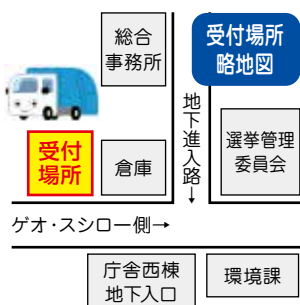 総合
事務所
受付場所
略地図
地下進入路→
選挙管理
委員会
受付
場所
倉庫
ゲオ・スシロー側→
庁舎西棟
地下入口
環境課